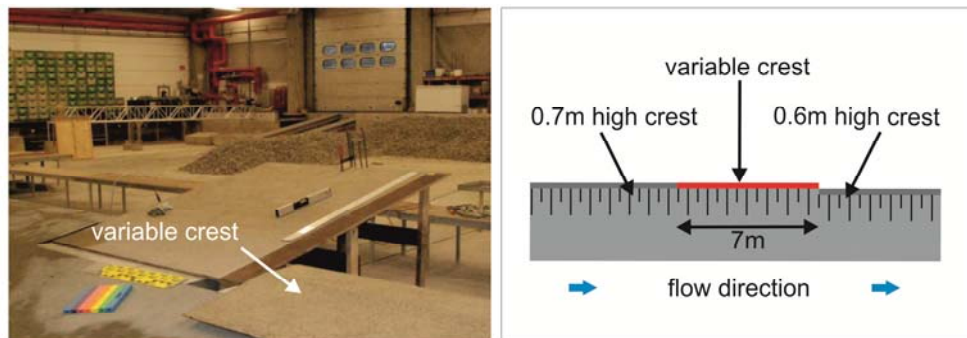 variable crest
variable crest
0.7m high crest
0.6m high crest
7m
flow direction